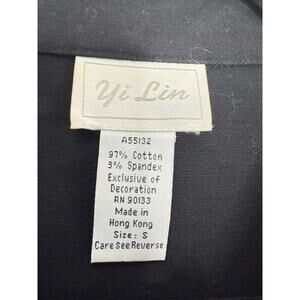 Yi Lin
A55132
97% Cotton
3% Spandex
Exclusive of
Decoration
RN 90133
Made in
Hong Kong
Size: S
Care See Reverse